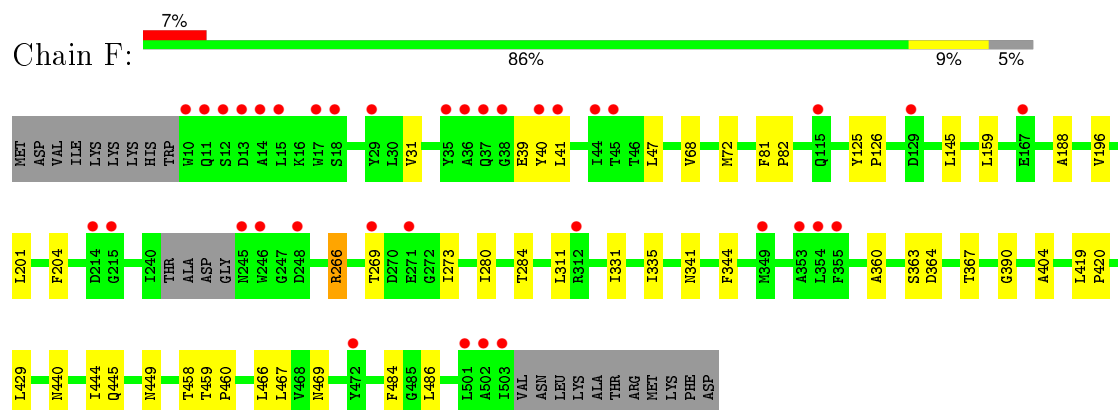 7%
Chain F:
86% 9% 5%
MET ASP VAL ILE LYS LYS LYS HIS TRP W10 Q11 S12 D13 A14 L15 K16 W17 S18 Y29 L30 V31 Y35 A36 Q37 G38 E39 Y40 L41 I44 T45 T46 L47 V68 M72 F81 P82 Q115 Y125 P126 D129 L145 L159 E167 A188 V196
L201 F204 D214 G215 I240 THR ALA ASP GLY N245 W246 G247 D248 R266 T269 D270 E271 G272 I273 I280 T284 L311 R312 I331 I335 N341 F344 M349 A353 L354 F355 A360 S363 D364 T367 G390 A404 L419 P420
L429 N440 I444 Q445 N449 T458 T459 P460 L466 L467 V468 N469 Y472 F484 G485 L486 L501 A502 I503 VAL ASN LEU LYS ALA THR ARG MET LYS PHE ASP